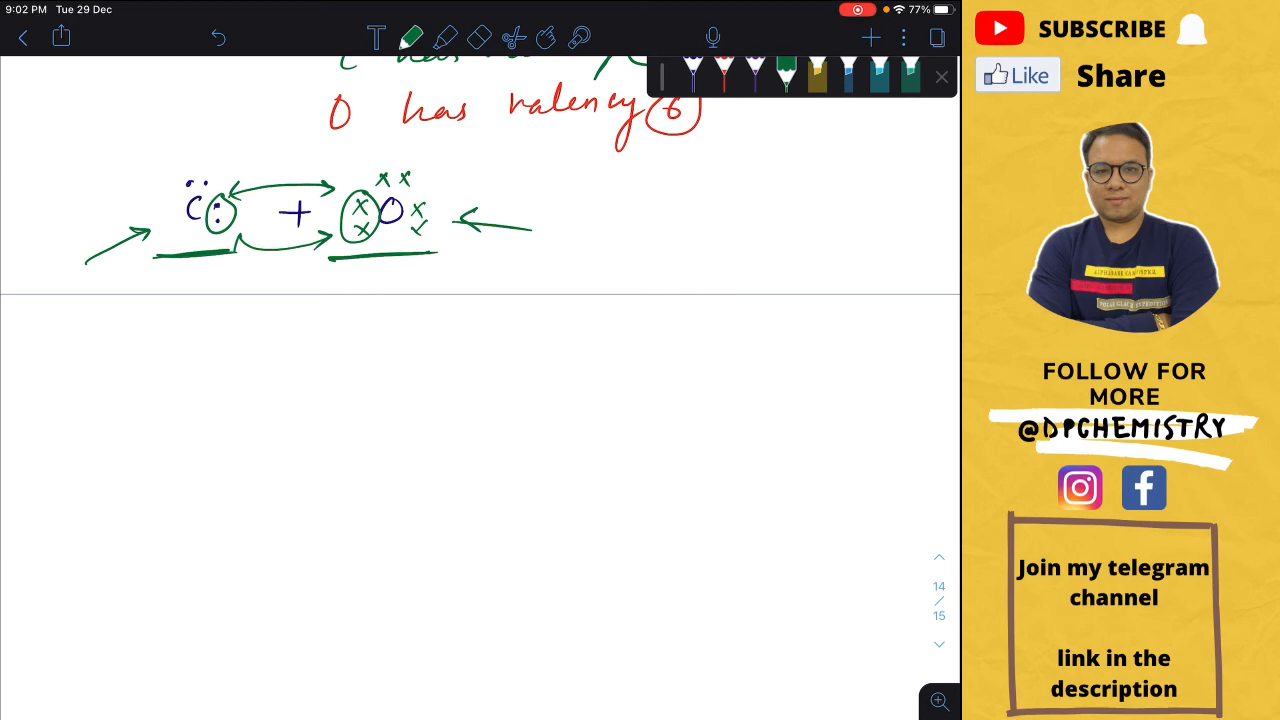 9:02 PM Tue 29 Dec
77%
O has valency 6
C + O
14
/
15
SUBSCRIBE
Like
Share
FOLLOW FOR
MORE
@DPCHEMISTRY
Join my telegram
channel
link in the
description